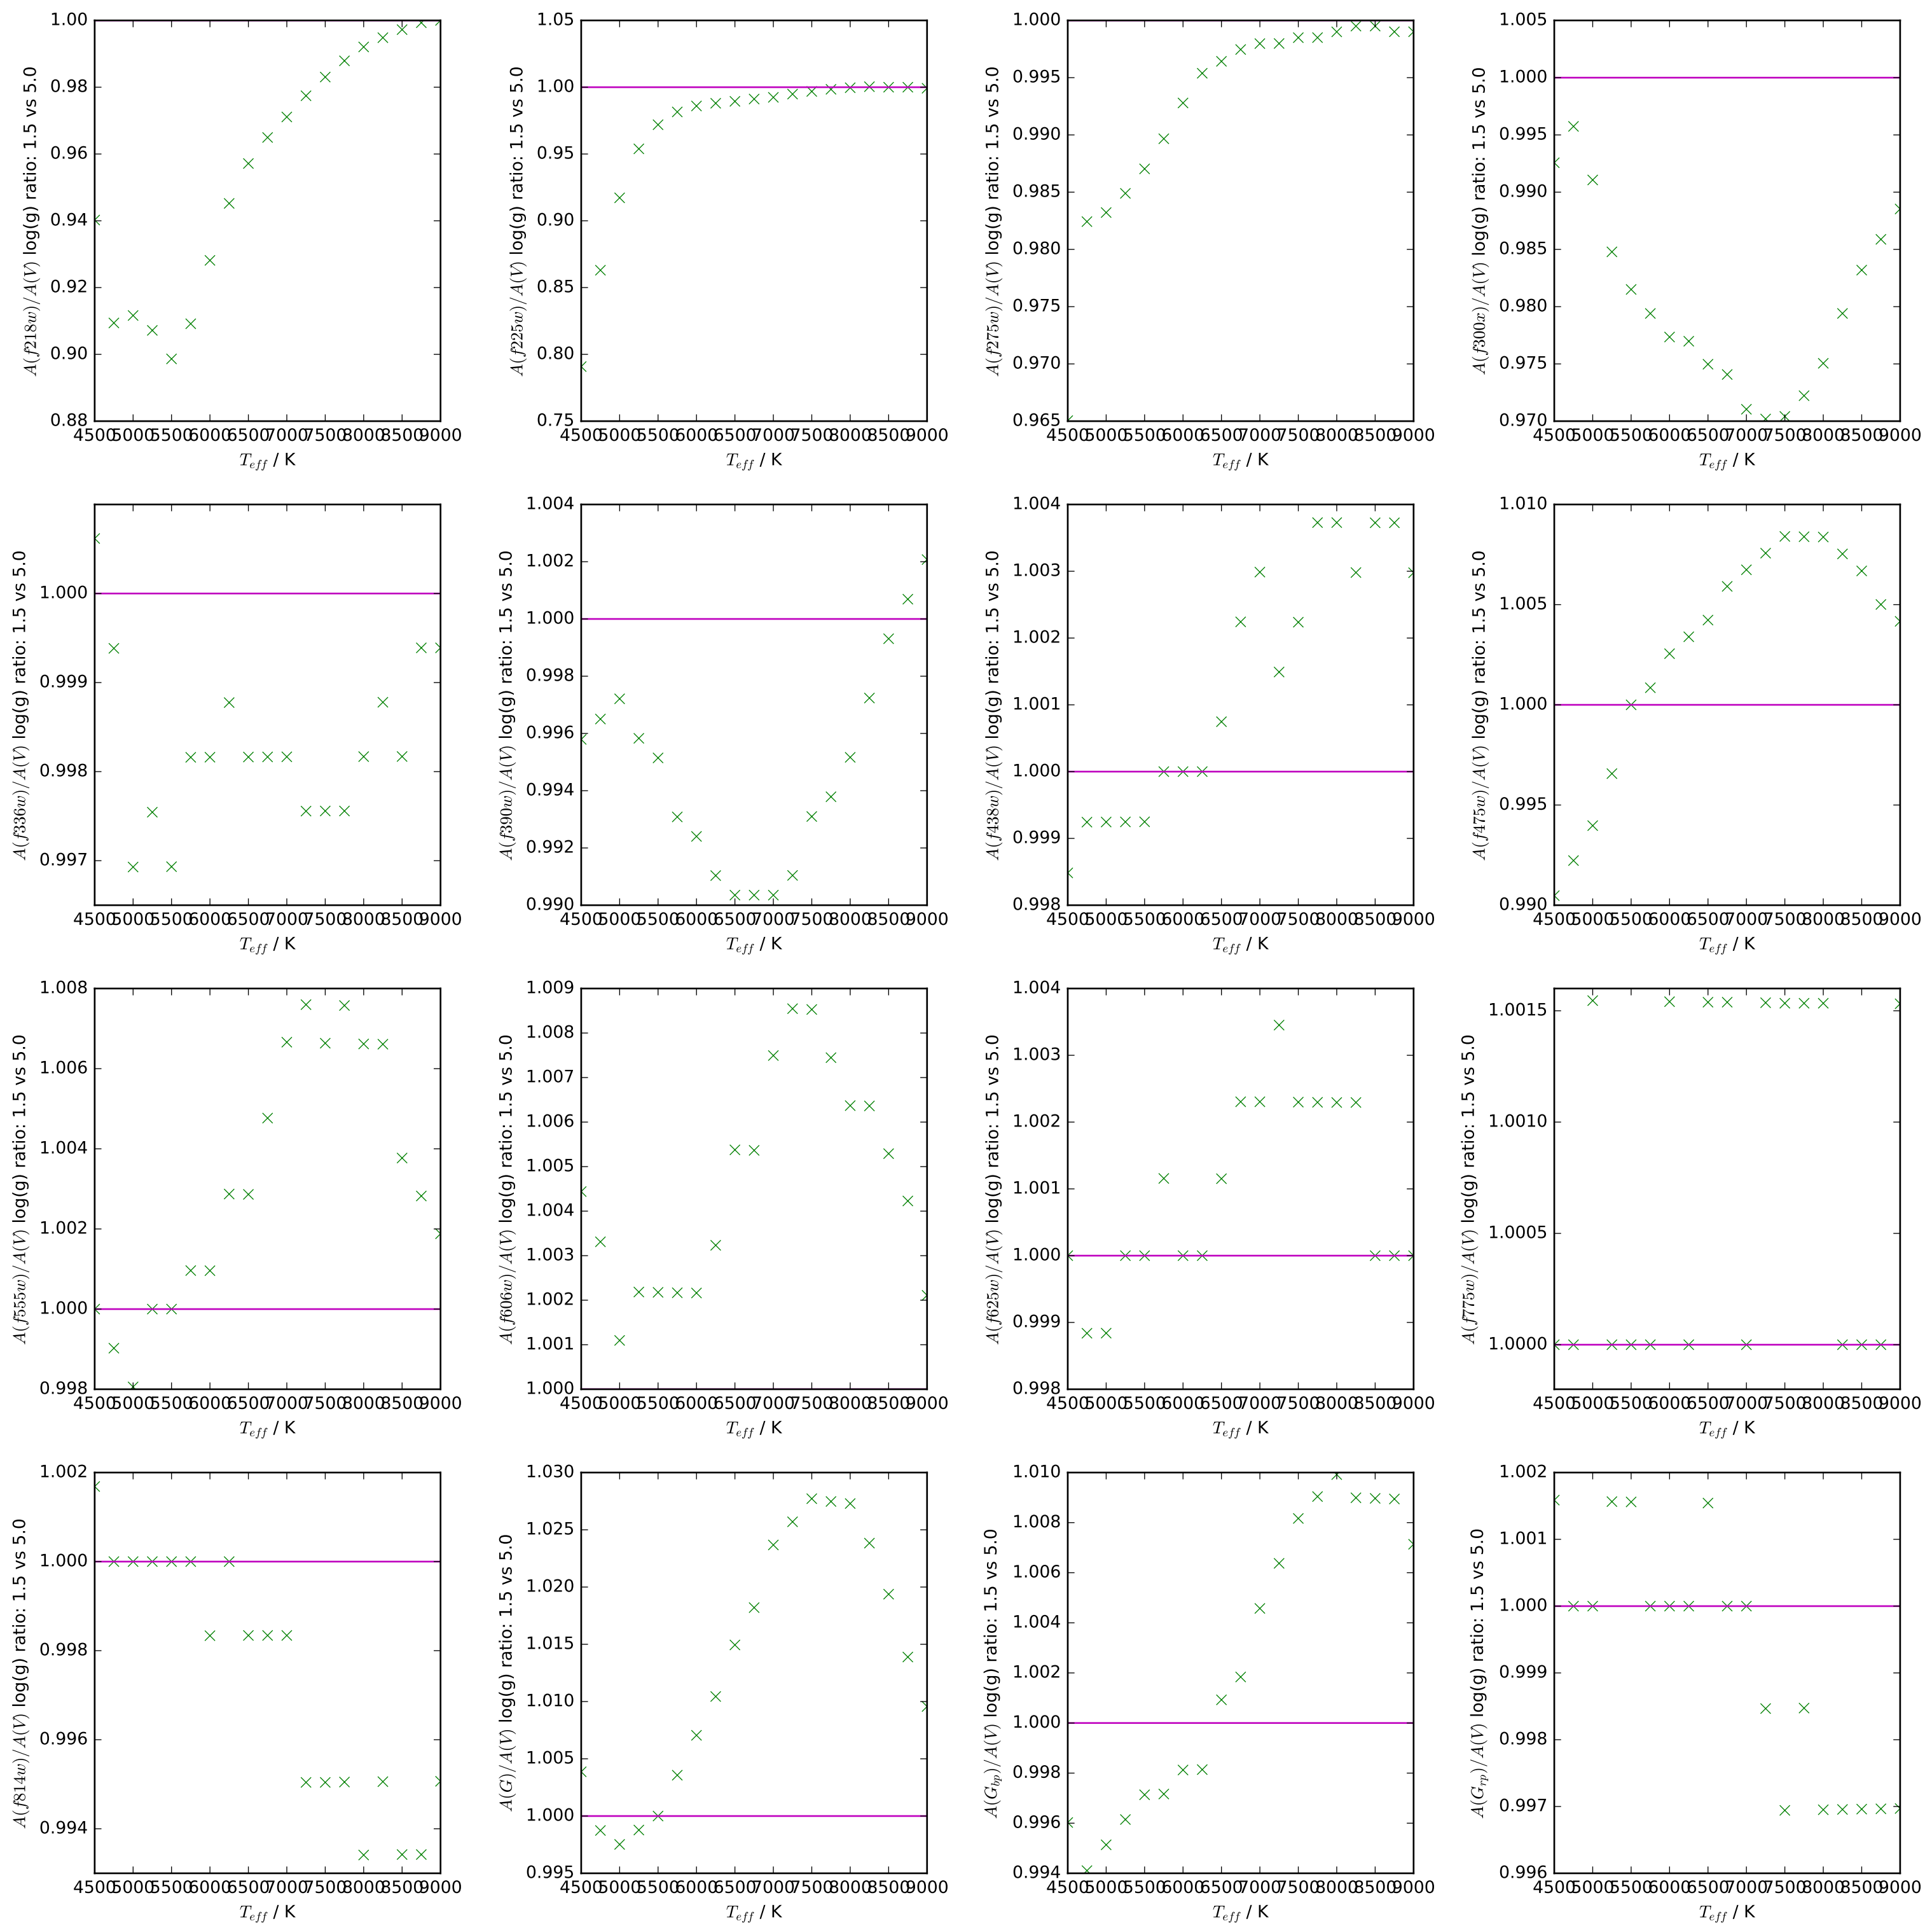 A(f218w)/A(V) log(g) ratio: 1.5 vs 5.0
1.00
0.98
0.96
0.94
0.92
0.90
0.88
4500 5000 5500 6000 6500 7000 7500 8000 8500 9000
T_eff / K
A(f225w)/A(V) log(g) ratio: 1.5 vs 5.0
1.05
1.00
0.95
0.90
0.85
0.80
0.75
4500 5000 5500 6000 6500 7000 7500 8000 8500 9000
T_eff / K
A(f275w)/A(V) log(g) ratio: 1.5 vs 5.0
1.000
0.995
0.990
0.985
0.980
0.975
0.970
0.965
4500 5000 5500 6000 6500 7000 7500 8000 8500 9000
T_eff / K
A(f300x)/A(V) log(g) ratio: 1.5 vs 5.0
1.005
1.000
0.995
0.990
0.985
0.980
0.975
0.970
4500 5000 5500 6000 6500 7000 7500 8000 8500 9000
T_eff / K
A(f336w)/A(V) log(g) ratio: 1.5 vs 5.0
1.000
0.999
0.998
0.997
4500 5000 5500 6000 6500 7000 7500 8000 8500 9000
T_eff / K
A(f390w)/A(V) log(g) ratio: 1.5 vs 5.0
1.004
1.002
1.000
0.998
0.996
0.994
0.992
0.990
4500 5000 5500 6000 6500 7000 7500 8000 8500 9000
T_eff / K
A(f438w)/A(V) log(g) ratio: 1.5 vs 5.0
1.004
1.003
1.002
1.001
1.000
0.999
0.998
4500 5000 5500 6000 6500 7000 7500 8000 8500 9000
T_eff / K
A(f475w)/A(V) log(g) ratio: 1.5 vs 5.0
1.010
1.005
1.000
0.995
0.990
4500 5000 5500 6000 6500 7000 7500 8000 8500 9000
T_eff / K
A(f555w)/A(V) log(g) ratio: 1.5 vs 5.0
1.008
1.006
1.004
1.002
1.000
0.998
4500 5000 5500 6000 6500 7000 7500 8000 8500 9000
T_eff / K
A(f606w)/A(V) log(g) ratio: 1.5 vs 5.0
1.009
1.008
1.007
1.006
1.005
1.004
1.003
1.002
1.001
1.000
4500 5000 5500 6000 6500 7000 7500 8000 8500 9000
T_eff / K
A(f625w)/A(V) log(g) ratio: 1.5 vs 5.0
1.004
1.003
1.002
1.001
1.000
0.999
0.998
4500 5000 5500 6000 6500 7000 7500 8000 8500 9000
T_eff / K
A(f775w)/A(V) log(g) ratio: 1.5 vs 5.0
1.0015
1.0010
1.0005
1.0000
4500 5000 5500 6000 6500 7000 7500 8000 8500 9000
T_eff / K
A(f814w)/A(V) log(g) ratio: 1.5 vs 5.0
1.002
1.000
0.998
0.996
0.994
4500 5000 5500 6000 6500 7000 7500 8000 8500 9000
T_eff / K
A(G)/A(V) log(g) ratio: 1.5 vs 5.0
1.030
1.025
1.020
1.015
1.010
1.005
1.000
0.995
4500 5000 5500 6000 6500 7000 7500 8000 8500 9000
T_eff / K
A(G_bp)/A(V) log(g) ratio: 1.5 vs 5.0
1.010
1.008
1.006
1.004
1.002
1.000
0.998
0.996
0.994
4500 5000 5500 6000 6500 7000 7500 8000 8500 9000
T_eff / K
A(G_rp)/A(V) log(g) ratio: 1.5 vs 5.0
1.002
1.001
1.000
0.999
0.998
0.997
0.996
4500 5000 5500 6000 6500 7000 7500 8000 8500 9000
T_eff / K